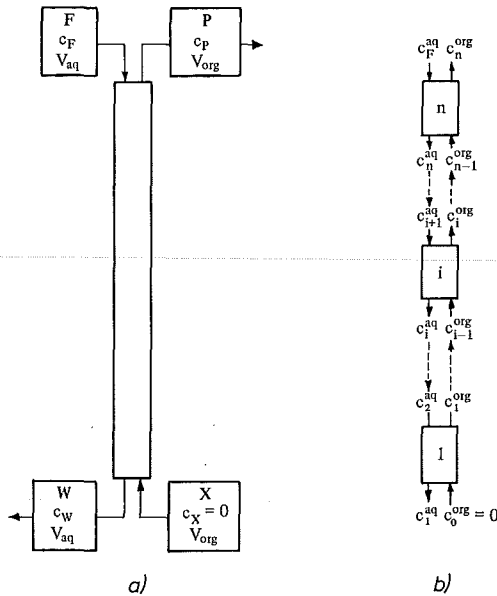 F
c_F
V_aq
P
c_P
V_org
W
c_W
V_aq
X
c_X = 0
V_org
a)
c_F^aq c_n^org
n
c_n^aq c_{n-1}^org
c_{i+1}^aq c_i^org
i
c_i^aq c_{i-1}^org
c_2^aq c_1^org
1
c_1^aq c_0^org = 0
b)